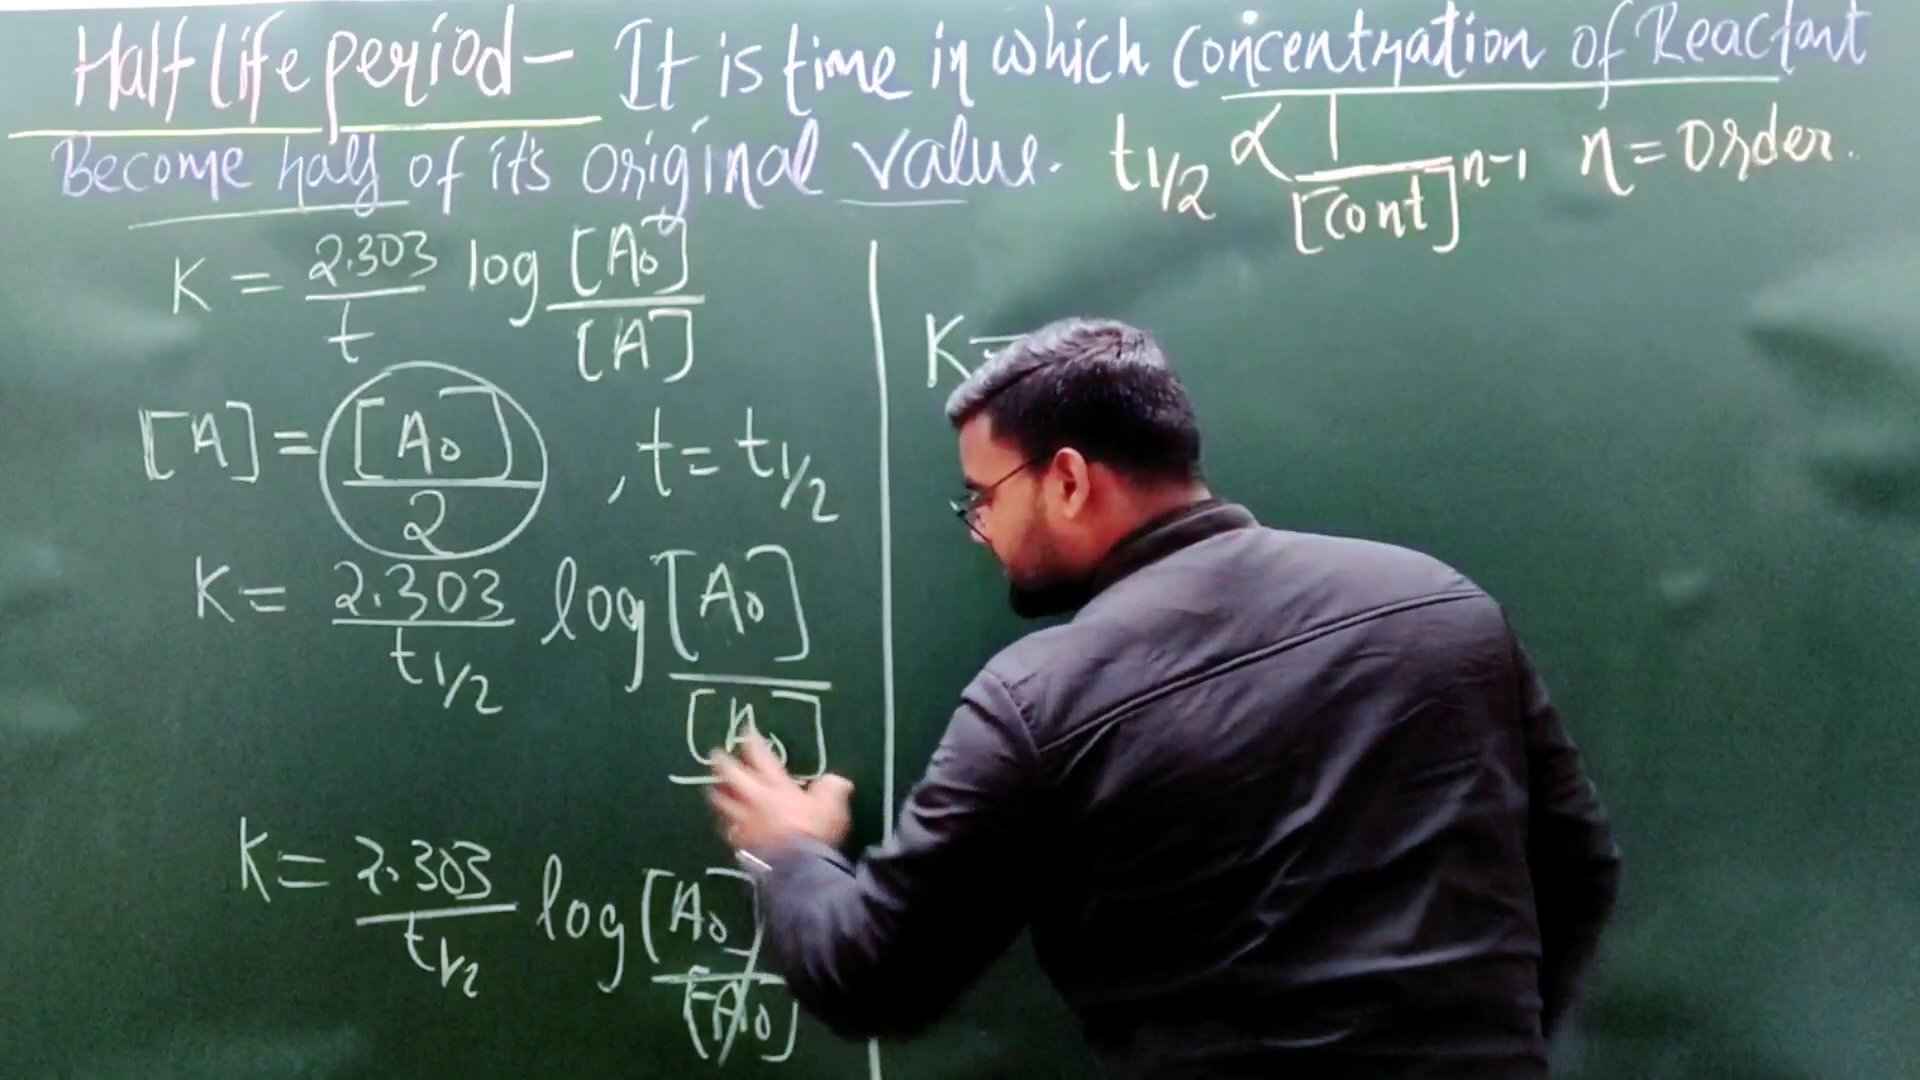 Half life period - It is time in which concentration of Reactant
Become half of it's original value. t1/2 ∝ 1/[Cont]^n-1 n = order.
K = 2.303/t log [A0]/[A]
[A] = [A0]/2 , t = t1/2
K = 2.303/t1/2 log [A0]/[A0]
K = 2.303/t1/2 log [A0]/[A0]
K =